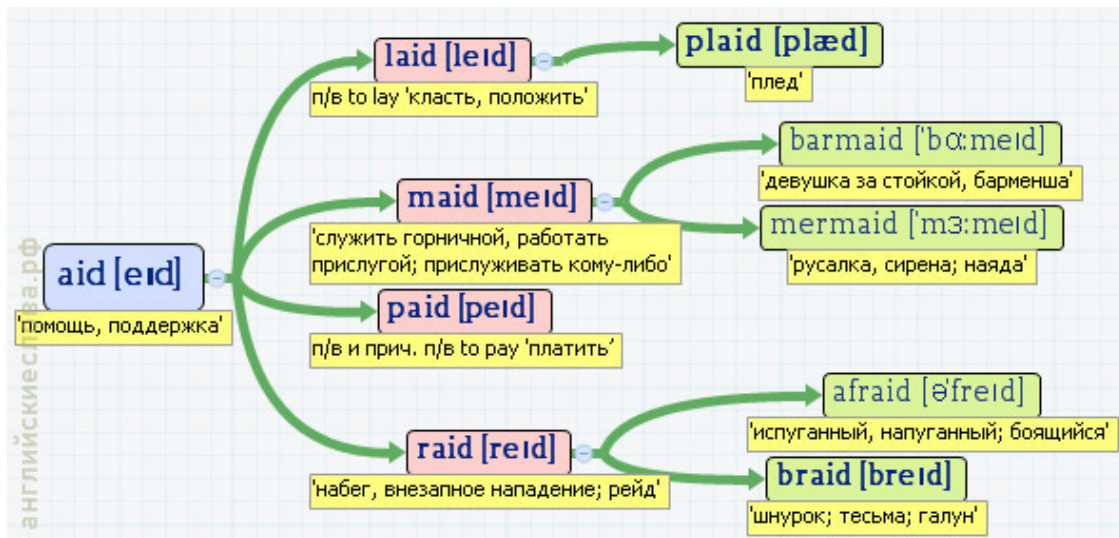 aid [eɪd]
'помощь, поддержка'
laid [leɪd]
п/в to lay 'класть, положить'
plaid [plæd]
'плед'
maid [meɪd]
'служить горничной, работать
прислугой; прислуживать кому-либо'
barmaid ['bɑ:meɪd]
'девушка за стойкой, барменша'
mermaid ['mɜ:meɪd]
'русалка, сирена; наяда'
paid [peɪd]
п/в и прич. п/в to pay 'платить'
raid [reɪd]
'набег, внезапное нападение; рейд'
afraid [ə'freɪd]
'испуганный, напуганный; боящийся'
braid [breɪd]
'шнурок; тесьма; галун'
английскиеслова.рф